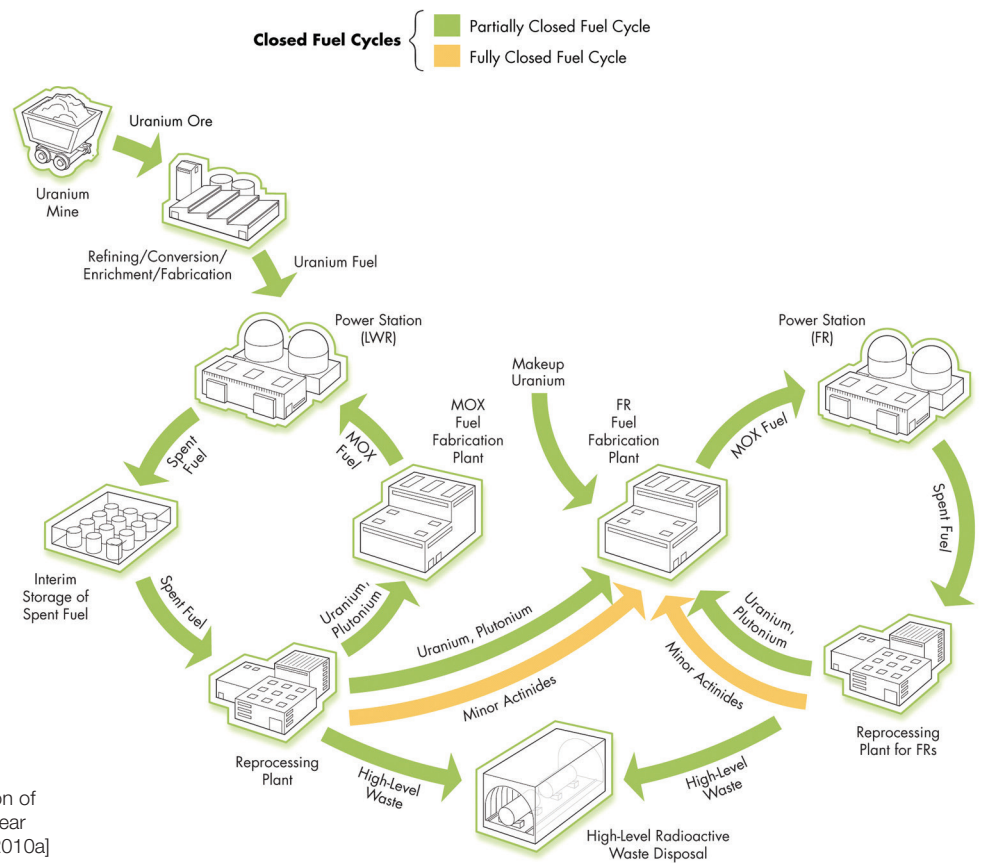 Closed Fuel Cycles
Partially Closed Fuel Cycle
Fully Closed Fuel Cycle
Uranium Ore
Uranium
Mine
Refining/Conversion/
Enrichment/Fabrication
Uranium Fuel
Power Station
(LWR)
Power Station
(FR)
Makeup
Uranium
MOX
Fuel
Fabrication
Plant
FR
Fuel
Fabrication
Plant
MOX Fuel
Spent
Fuel
MOX
Fuel
Spent
Fuel
Interim
Storage of
Spent Fuel
Spent Fuel
Uranium,
Plutonium
Uranium, Plutonium
Minor Actinides
Uranium,
Plutonium
Minor Actinides
Reprocessing
Plant
Reprocessing
Plant for FRs
High-Level
Waste
High-Level
Waste
High-Level Radioactive
Waste Disposal
on of
ear
2010a]